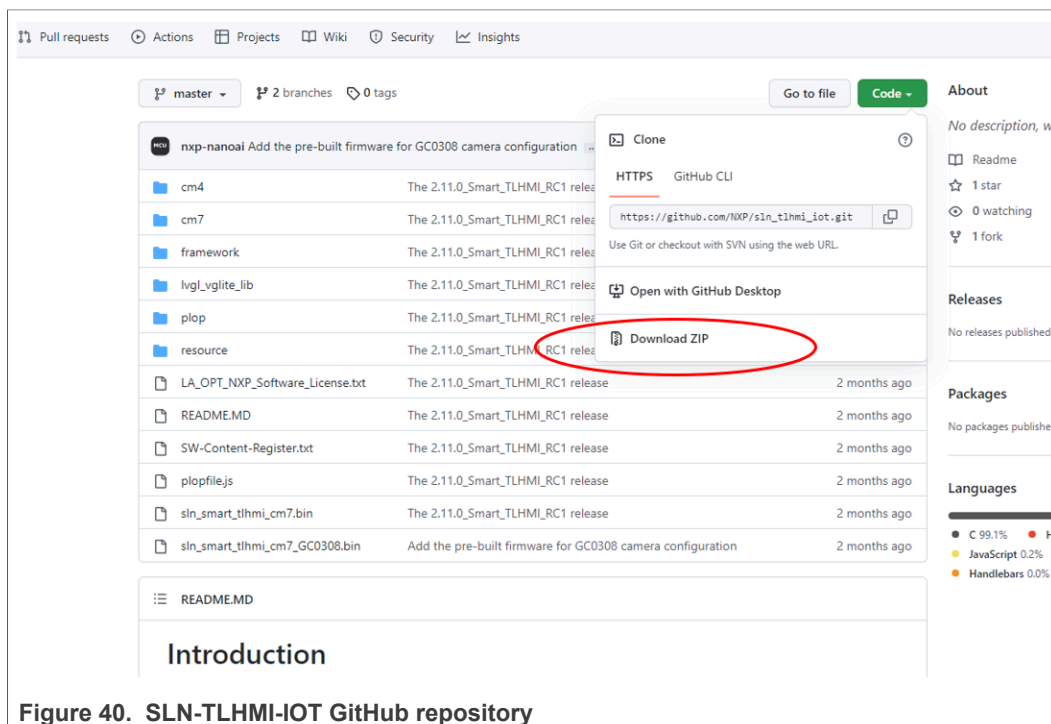 Pull requests Actions Projects Wiki Security Insights
master 2 branches 0 tags Go to file Code
nxp-nanoai Add the pre-built firmware for GC0308 camera configuration ...
cm4 The 2.11.0_Smart_TLHMI_RC1 relea
cm7 The 2.11.0_Smart_TLHMI_RC1 relea
framework The 2.11.0_Smart_TLHMI_RC1 relea
lvgl_vglite_lib The 2.11.0_Smart_TLHMI_RC1 relea
plop The 2.11.0_Smart_TLHMI_RC1 relea
resource The 2.11.0_Smart_TLHMI_RC1 relea
LA_OPT_NXP_Software_License.txt The 2.11.0_Smart_TLHMI_RC1 release 2 months ago
README.MD The 2.11.0_Smart_TLHMI_RC1 release 2 months ago
SW-Content-Register.txt The 2.11.0_Smart_TLHMI_RC1 release 2 months ago
plopfile.js The 2.11.0_Smart_TLHMI_RC1 release 2 months ago
sln_smart_tlhmi_cm7.bin The 2.11.0_Smart_TLHMI_RC1 release 2 months ago
sln_smart_tlhmi_cm7_GC0308.bin Add the pre-built firmware for GC0308 camera configuration 2 months ago
Clone
HTTPS GitHub CLI
https://github.com/NXP/sln_tlhmi_iot.git
Use Git or checkout with SVN using the web URL.
Open with GitHub Desktop
Download ZIP
README.MD
Introduction
About
No description, w
Readme
1 star
0 watching
1 fork
Releases
No releases published
Packages
No packages publishe
Languages
C 99.1% H
JavaScript 0.2%
Handlebars 0.0%
Figure 40. SLN-TLHMI-IOT GitHub repository